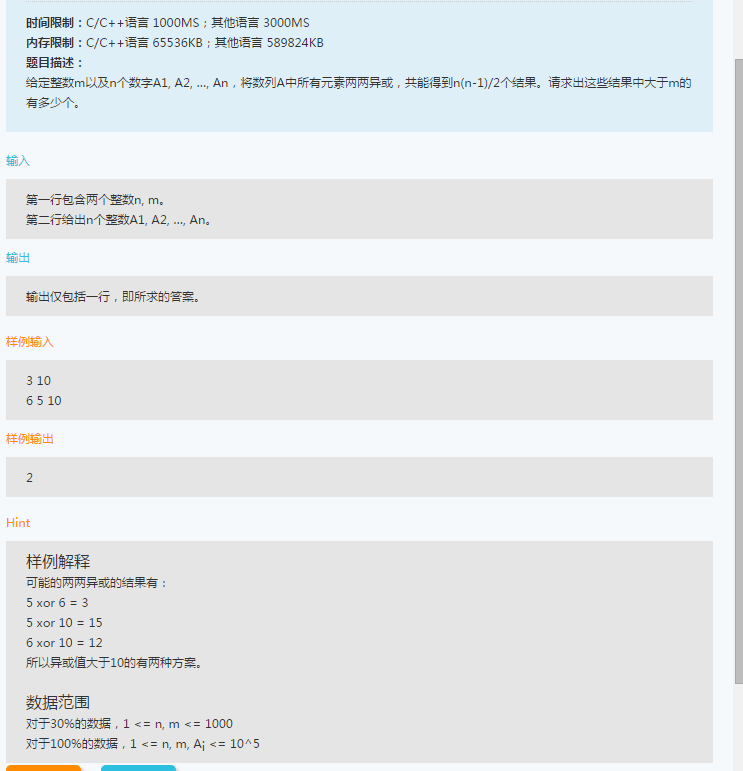 时间限制：C/C++语言 1000MS；其他语言 3000MS
内存限制：C/C++语言 65536KB；其他语言 589824KB
题目描述：
给定整数m以及n个数字A1, A2, ..., An，将数列A中所有元素两两异或，共能得到n(n-1)/2个结果。请求出这些结果中大于m的
有多少个。
输入
第一行包含两个整数n, m。
第二行给出n个整数A1, A2, ..., An。
输出
输出仅包括一行，即所求的答案。
样例输入
3 10
6 5 10
样例输出
2
Hint
样例解释
可能的两两异或的结果有：
5 xor 6 = 3
5 xor 10 = 15
6 xor 10 = 12
所以异或值大于10的有两种方案。
数据范围
对于30%的数据，1 <= n, m <= 1000
对于100%的数据，1 <= n, m, Ai <= 10^5